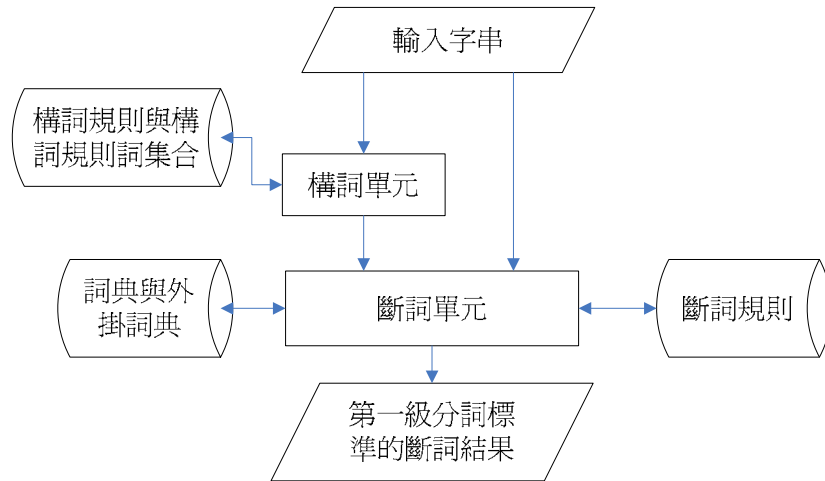 輸入字串
構詞規則與構
詞規則詞集合
構詞單元
詞典與外
掛詞典
斷詞單元
斷詞規則
第一級分詞標
準的斷詞結果